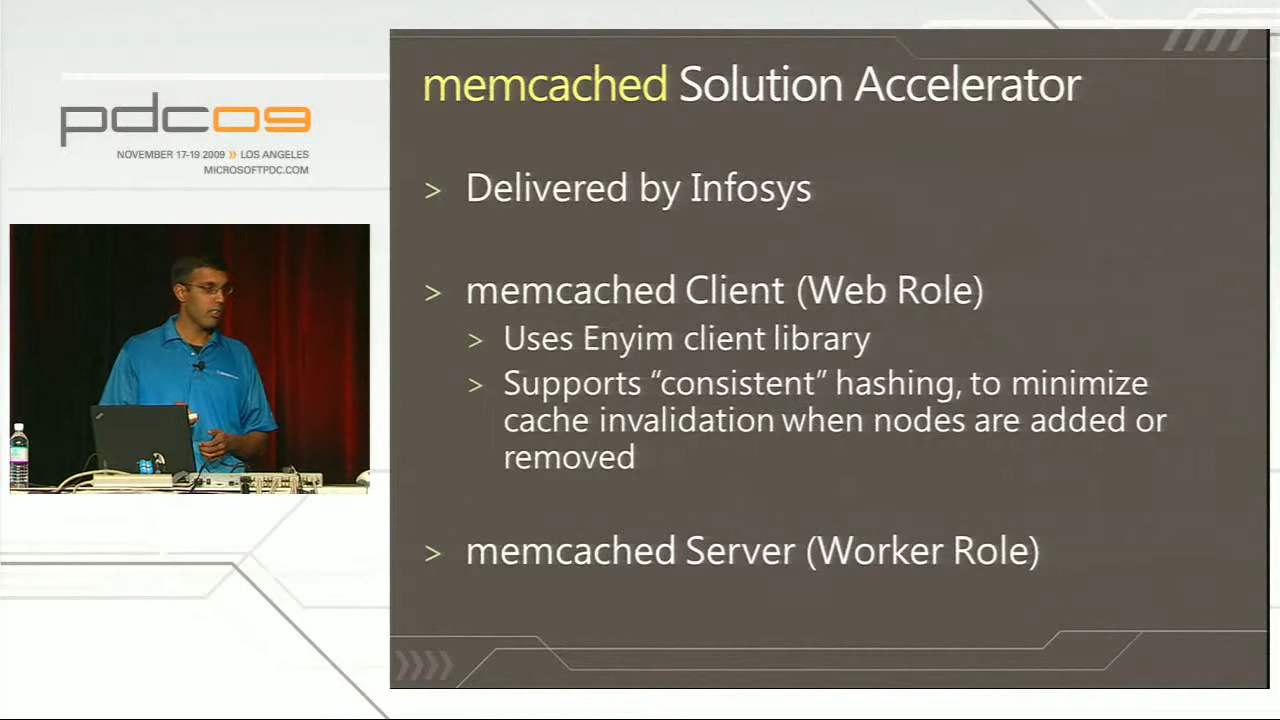 pdc09
NOVEMBER 17-19 2009 » LOS ANGELES
MICROSOFTPDC.COM
memcached Solution Accelerator
> Delivered by Infosys
> memcached Client (Web Role)
> Uses Enyim client library
> Supports “consistent” hashing, to minimize
cache invalidation when nodes are added or
removed
> memcached Server (Worker Role)